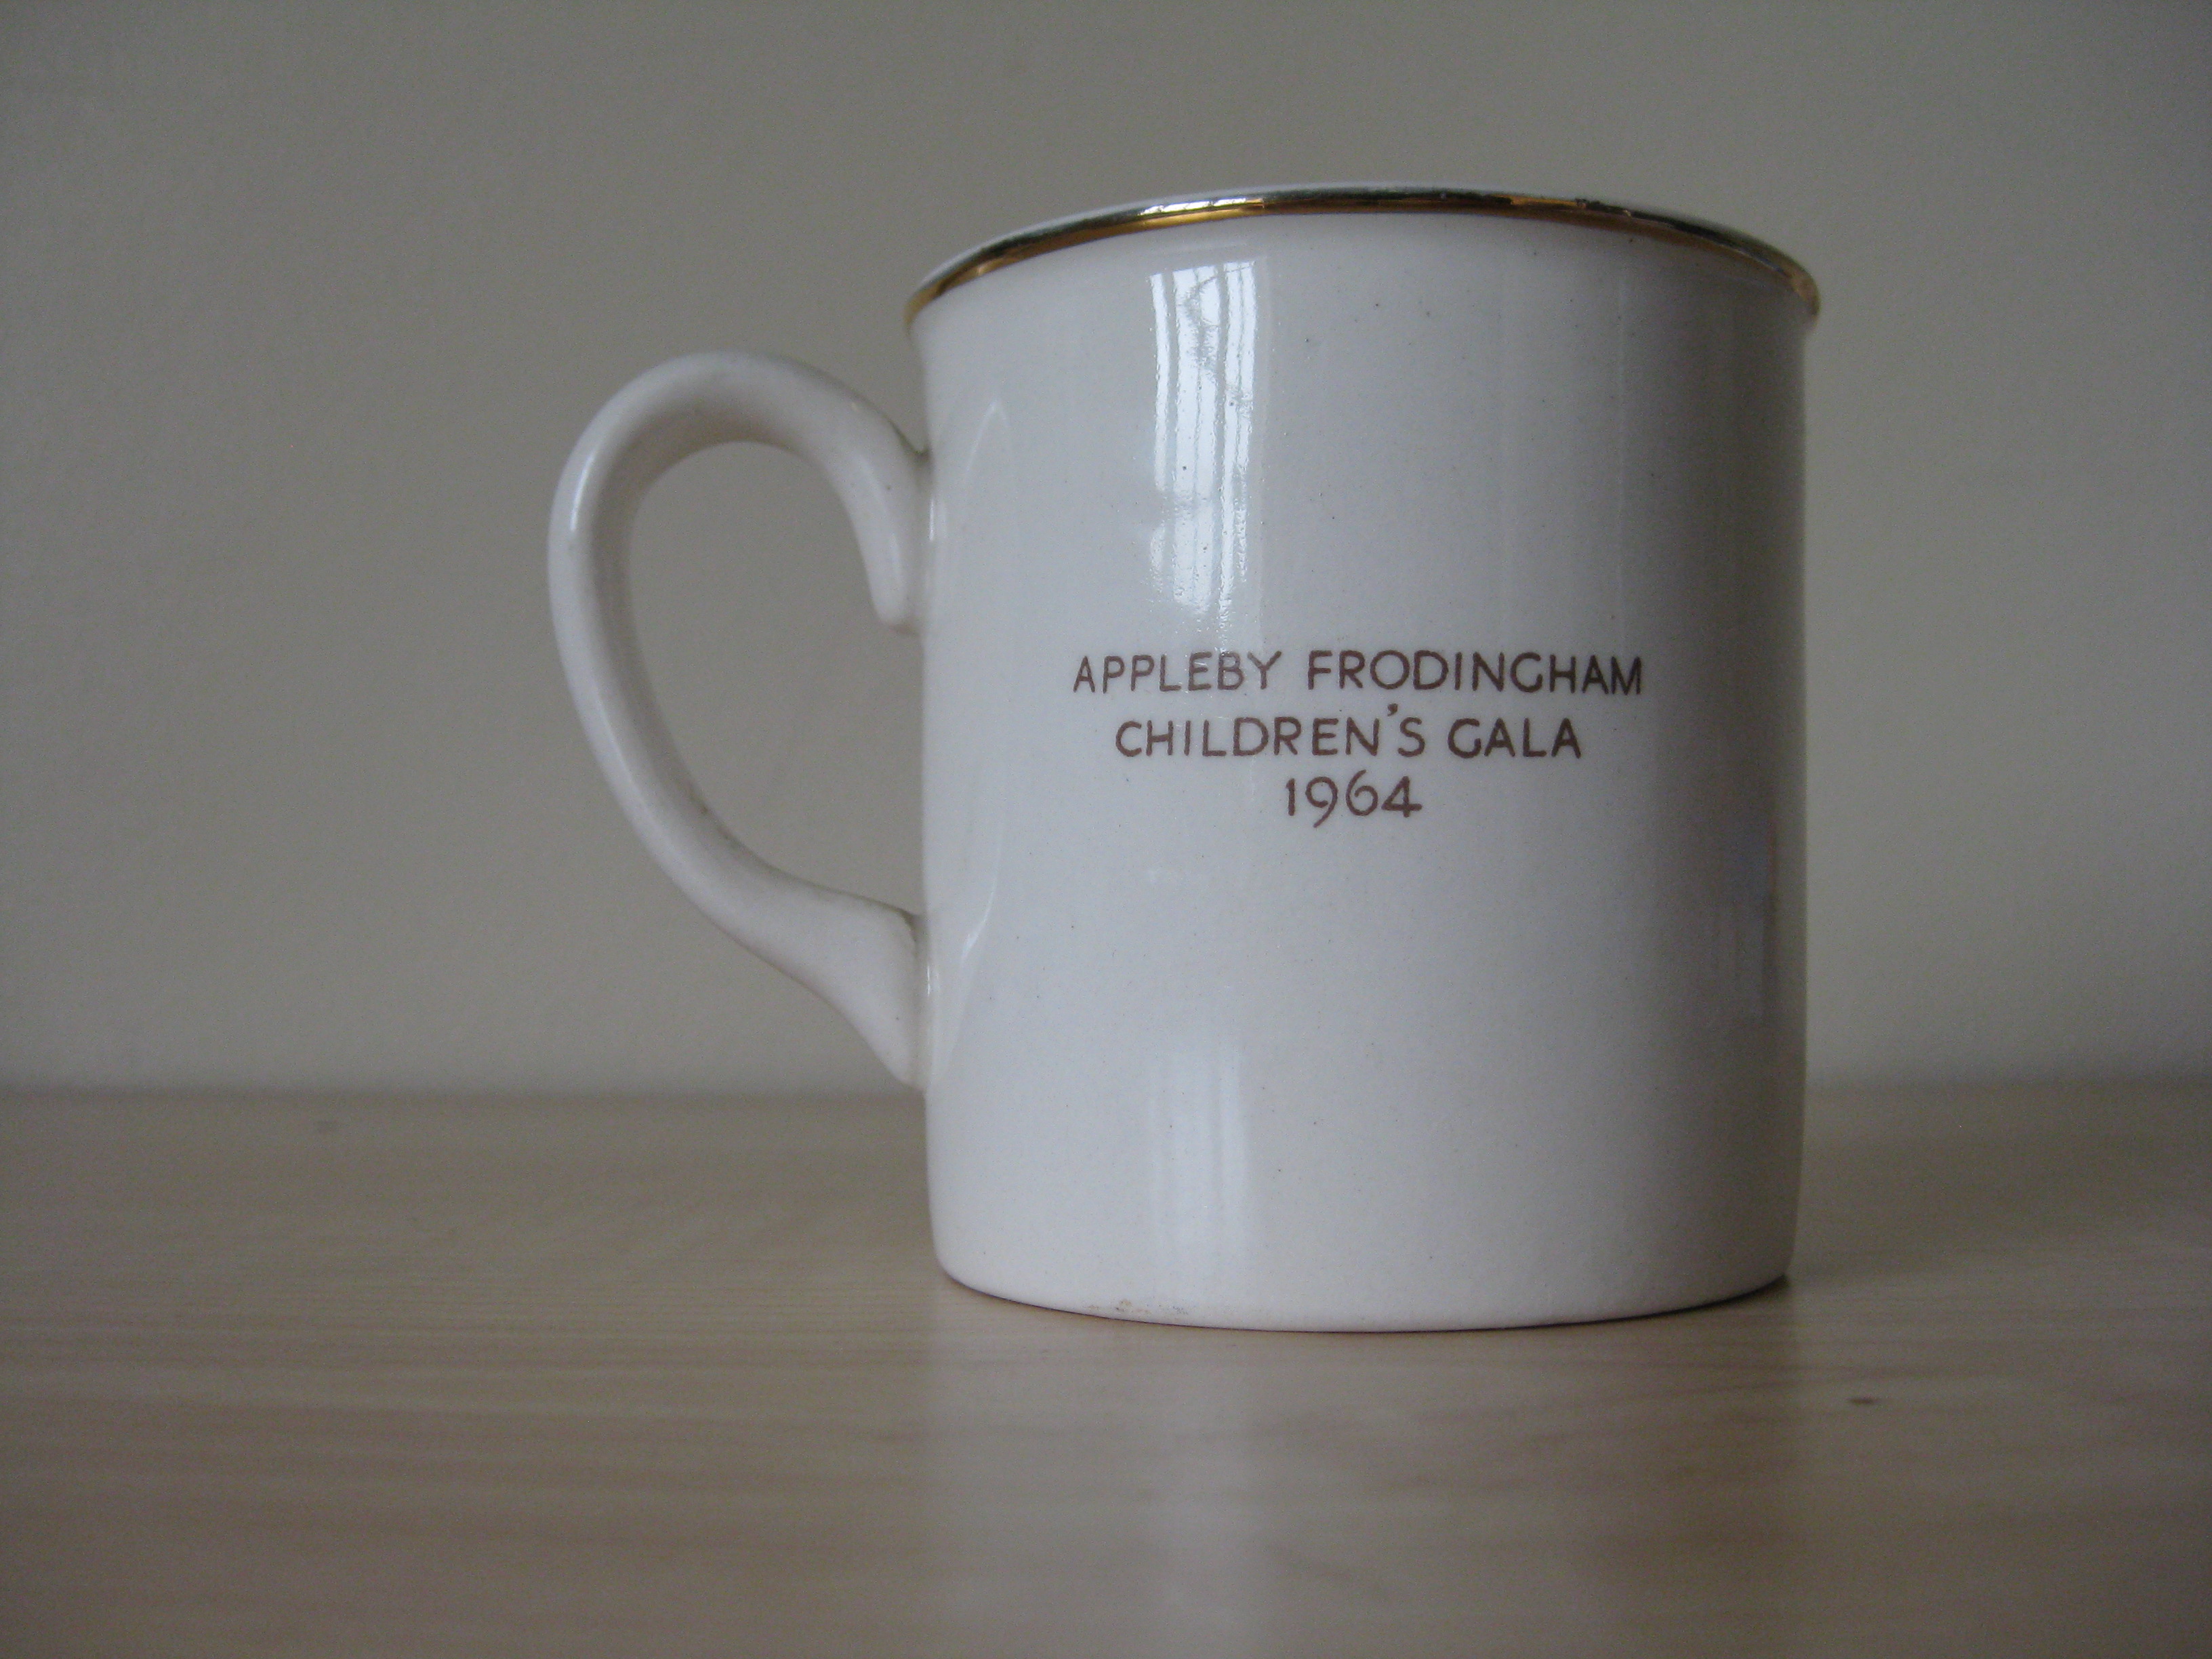 APPLEBY FRODINGHAM
CHILDREN'S GALA
1964